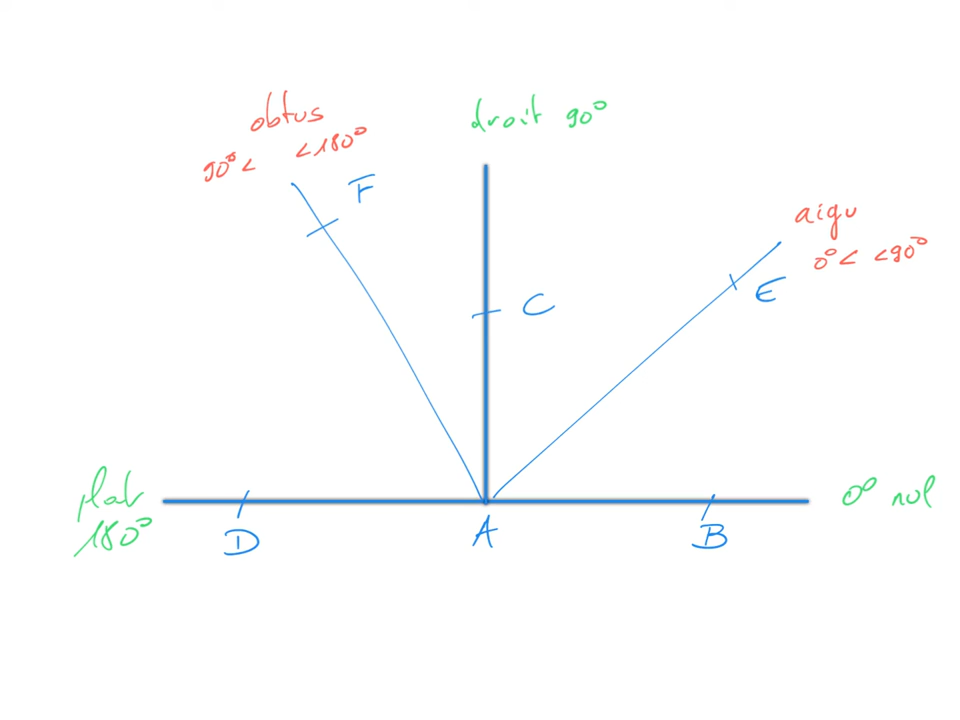 obtus
90°< <180°
F
droit 90°
aigu
0°< <90°
E
C
plat
180°
0° nul
D
A
B